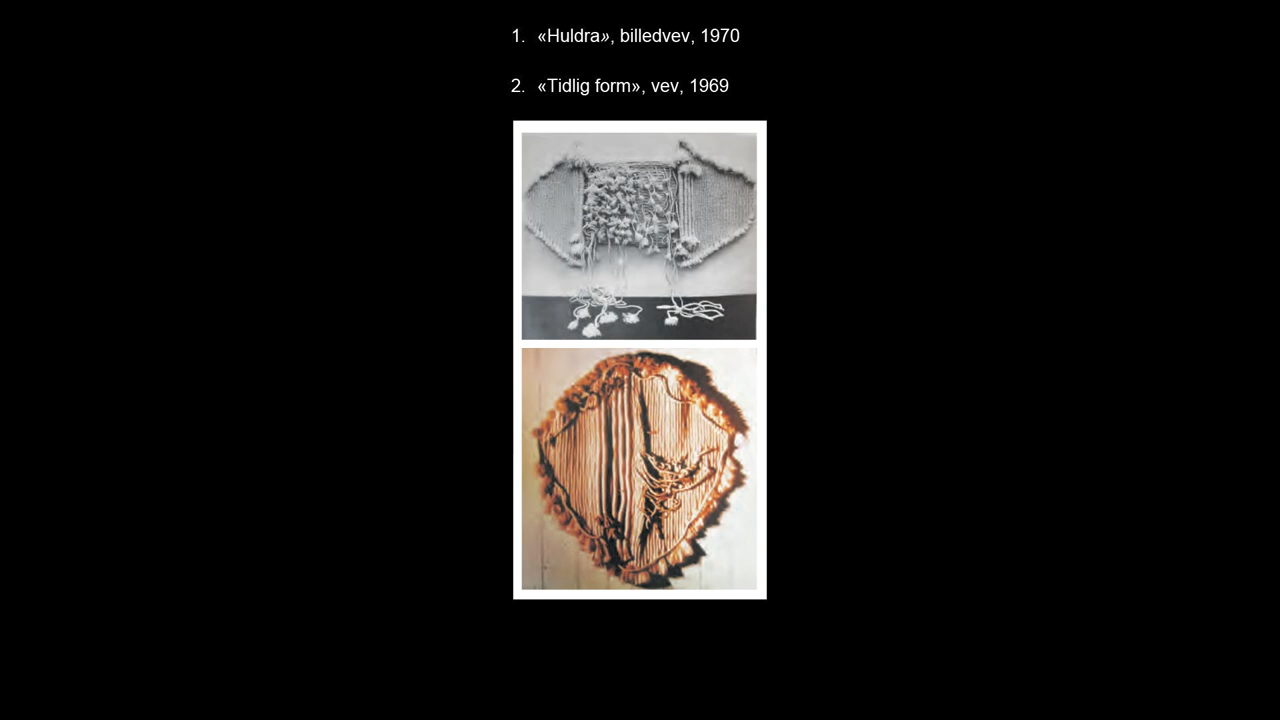 1. «Huldra», billedvev, 1970
2. «Tidlig form», vev, 1969